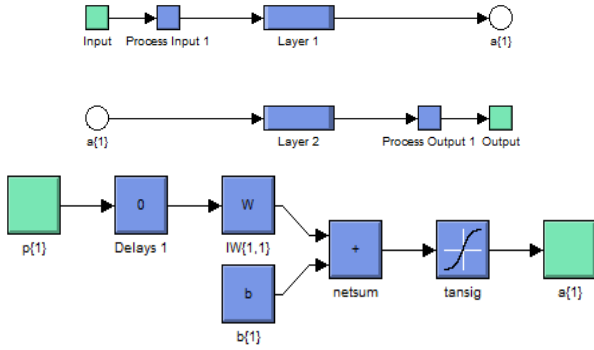 Input Process Input 1 Layer 1 a{1}
a{1} Layer 2 Process Output 1 Output
0 W
p{1} Delays 1 IW{1,1}
+
netsum tansig a{1}
b
b{1}